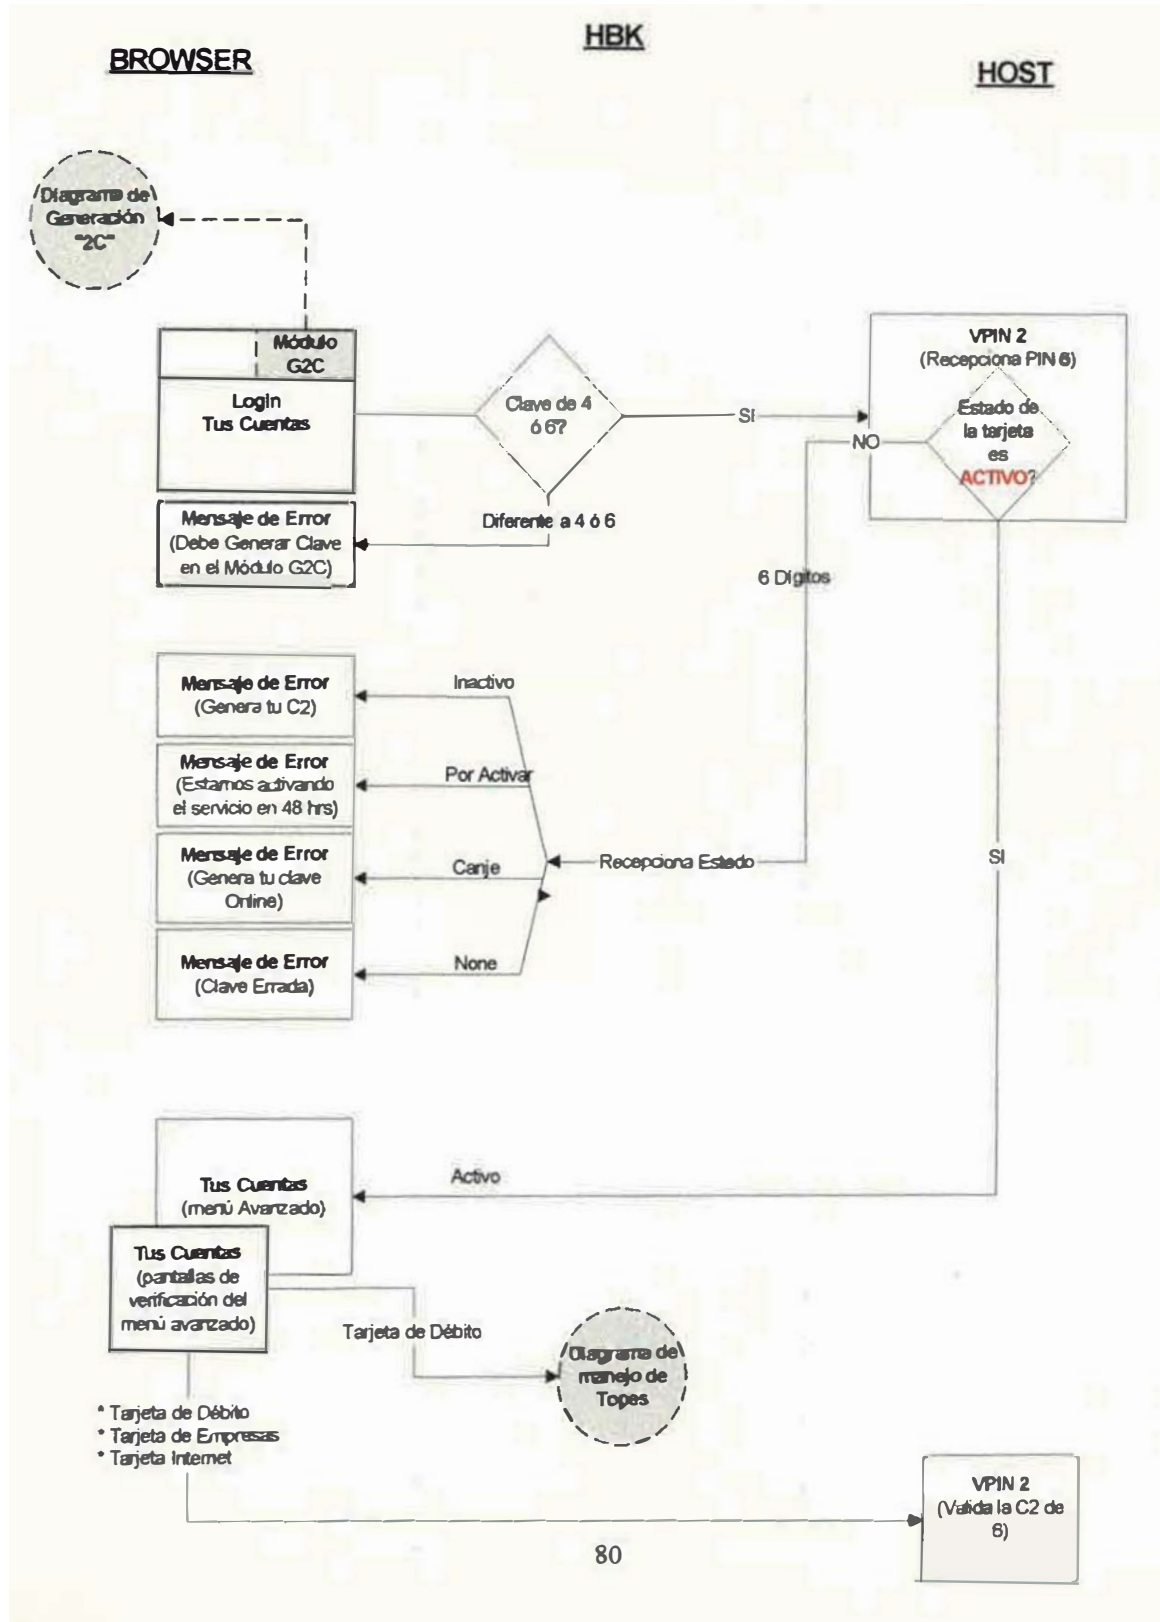 HBK
BROWSER
HOST
Diagrama de
Generación
"2C"
Módulo
G2C
Login
Tus Cuentas
Clave de 4
ó 6?
SI
VPIN 2
(Recepciona PIN 6)
Estado de
la tarjeta
es
ACTIVO?
NO
Diferente a 4 ó 6
Mensaje de Error
(Debe Generar Clave
en el Módulo G2C)
6 Dígitos
Mensaje de Error
(Genera tu C2)
Inactivo
Mensaje de Error
(Estamos activando
el servicio en 48 hrs)
Por Activar
Mensaje de Error
(Genera tu clave
Online)
Canje
Recepciona Estado
SI
Mensaje de Error
(Clave Errada)
None
Tus Cuentas
(menú Avanzado)
Activo
Tus Cuentas
(pantallas de
verificación del
menú avanzado)
Tarjeta de Débito
Diagrama de
manejo de
Topes
* Tarjeta de Débito
* Tarjeta de Empresas
* Tarjeta Internet
VPIN 2
(Valida la C2 de
6)
80